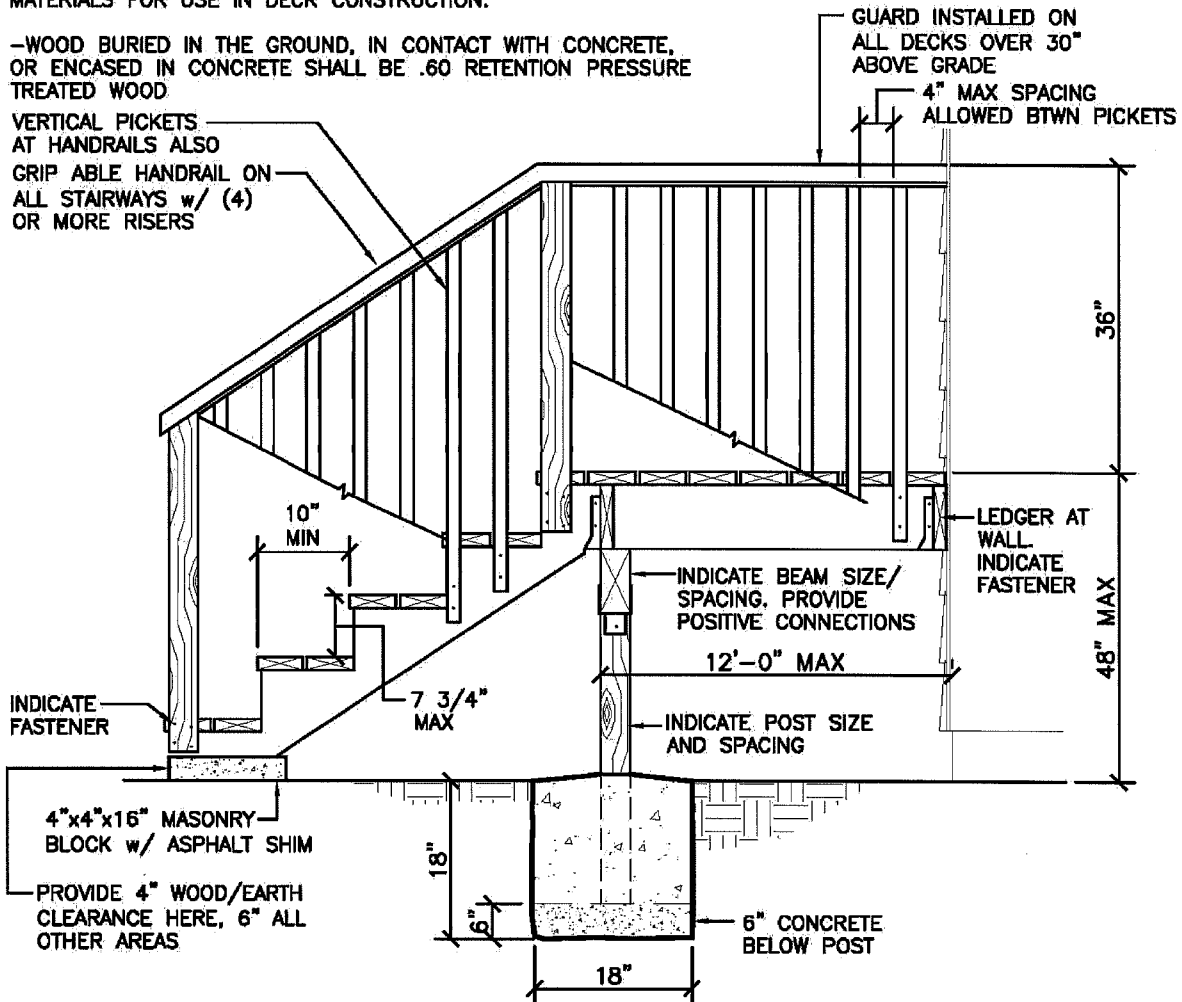 MATERIALS FOR USE IN DECK CONSTRUCTION.
-WOOD BURIED IN THE GROUND, IN CONTACT WITH CONCRETE,
OR ENCASED IN CONCRETE SHALL BE .60 RETENTION PRESSURE
TREATED WOOD
VERTICAL PICKETS
AT HANDRAILS ALSO
GRIP ABLE HANDRAIL ON
ALL STAIRWAYS w/ (4)
OR MORE RISERS
GUARD INSTALLED ON
ALL DECKS OVER 30"
ABOVE GRADE
4" MAX SPACING
ALLOWED BTWN PICKETS
36"
10"
MIN
LEDGER AT
WALL.
INDICATE
FASTENER
INDICATE BEAM SIZE/
SPACING. PROVIDE
POSITIVE CONNECTIONS
48" MAX
12'-0" MAX
7 3/4"
MAX
INDICATE
FASTENER
INDICATE POST SIZE
AND SPACING
4"x4"x16" MASONRY
BLOCK w/ ASPHALT SHIM
18"
PROVIDE 4" WOOD/EARTH
CLEARANCE HERE, 6" ALL
OTHER AREAS
6"
6" CONCRETE
BELOW POST
18"